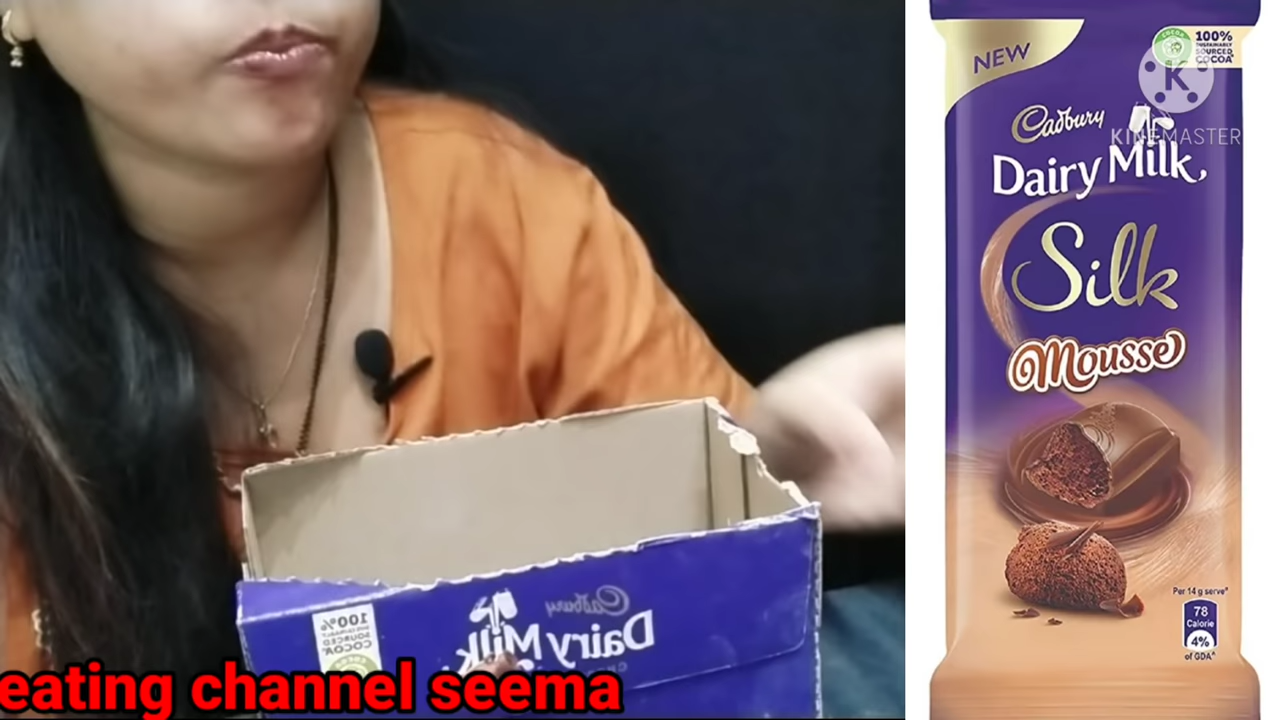 100%
SUSTAINABLY
SOURCED
COCOA
Cadbury
Dairy Milk
eating channel seema
NEW
100%
SUSTAINABLY
SOURCED
COCOA*
K
KINEMASTER
Cadbury
Dairy Milk
Silk
Mousse
Per 14 g serve*
78
Calorie
4%
of GDA^